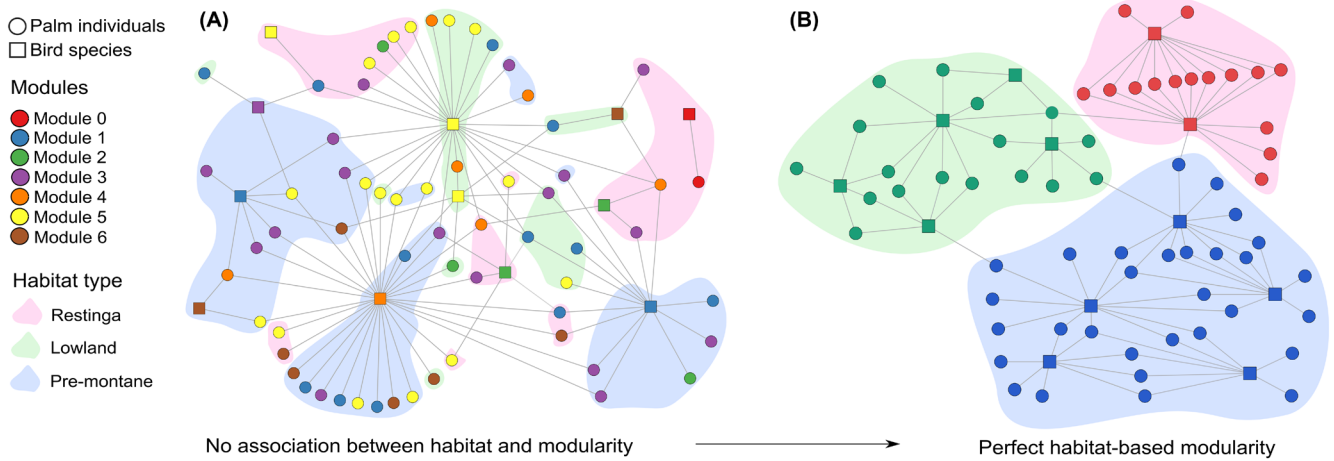 Palm individuals
Bird species
Modules
Module 0
Module 1
Module 2
Module 3
Module 4
Module 5
Module 6
Habitat type
Restinga
Lowland
Pre-montane
(A)
No association between habitat and modularity
(B)
Perfect habitat-based modularity